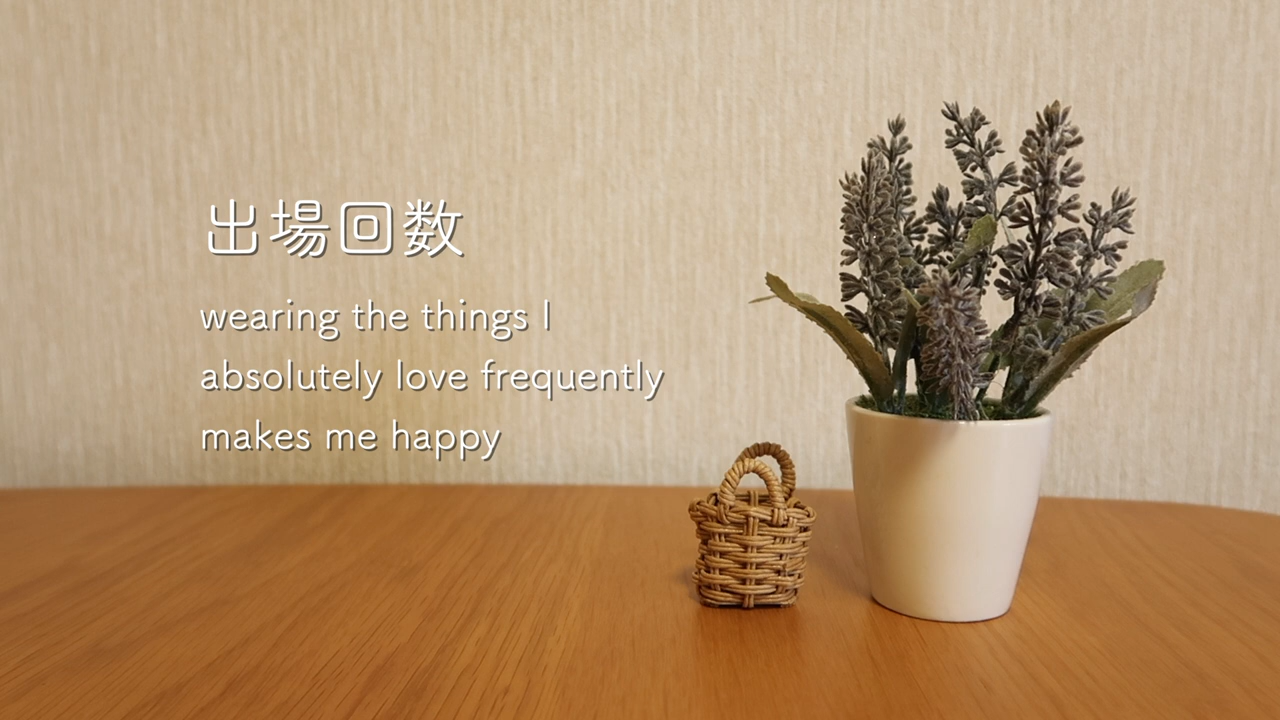 出場回数
wearing the things I
absolutely love frequently
makes me happy